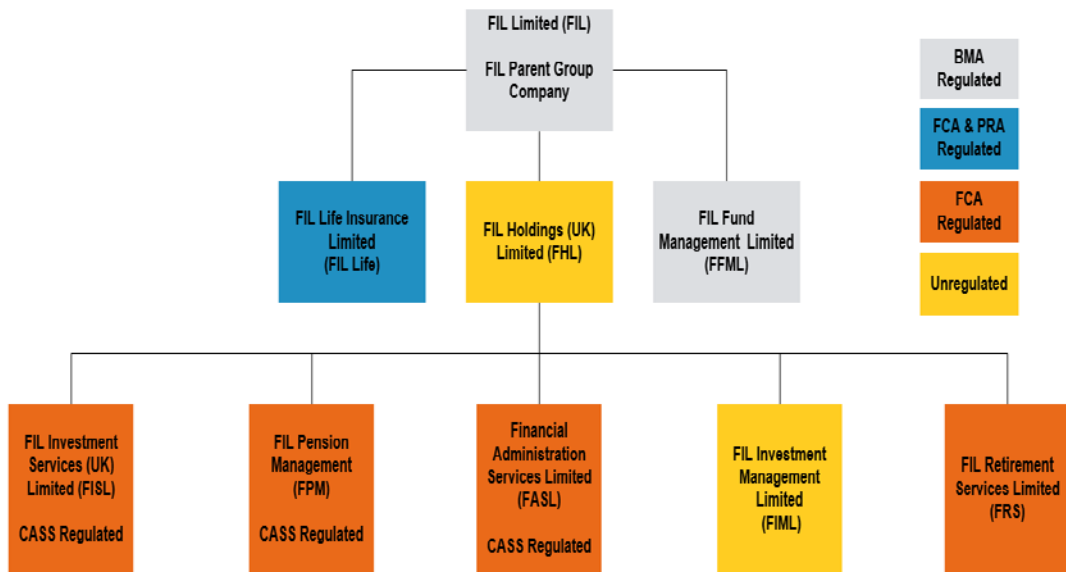 FIL Limited (FIL)
FIL Parent Group
Company
BMA
Regulated
FCA & PRA
Regulated
FCA
Regulated
Unregulated
FIL Life Insurance
Limited
(FIL Life)
FIL Holdings (UK)
Limited (FHL)
FIL Fund
Management Limited
(FFML)
FIL Investment
Services (UK)
Limited (FISL)
CASS Regulated
FIL Pension
Management
(FPM)
CASS Regulated
Financial
Administration
Services Limited
(FASL)
CASS Regulated
FIL Investment
Management
Limited
(FIML)
FIL Retirement
Services Limited
(FRS)